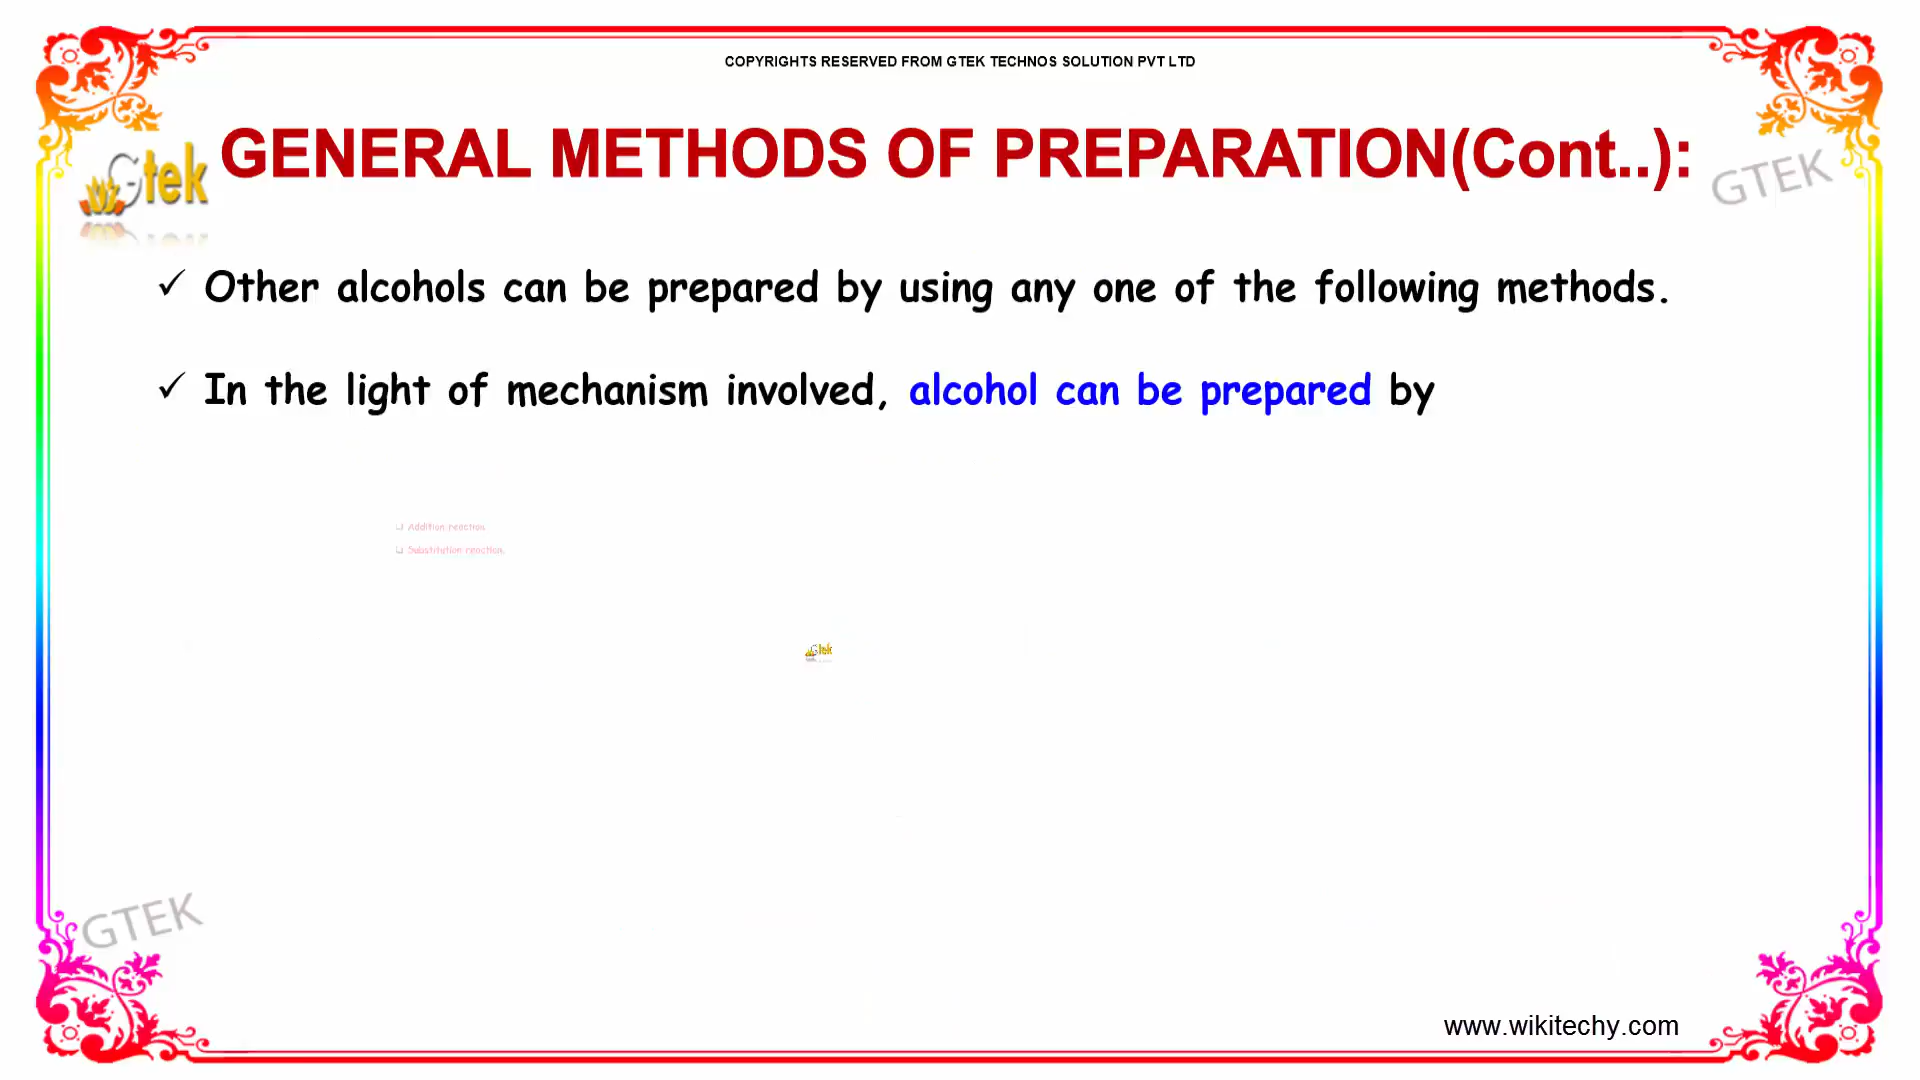 COPYRIGHTS RESERVED FROM GTEK TECHNOS SOLUTION PVT LTD
Gtek GENERAL METHODS OF PREPARATION(Cont..): GTEK
✓ Other alcohols can be prepared by using any one of the following methods.
✓ In the light of mechanism involved, alcohol can be prepared by
❑ Addition reaction.
❑ Substitution reaction.
Gtek
GTEK
www.wikitechy.com